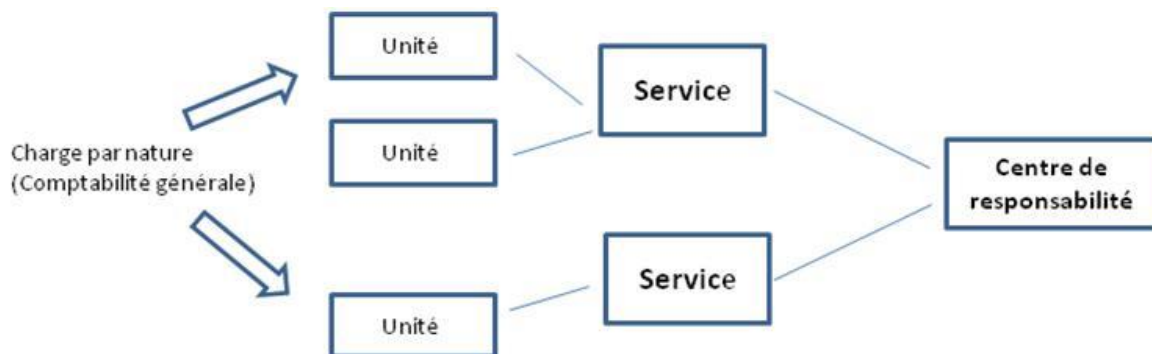 Unité
Unité
Unité
Charge par nature
(Comptabilité générale)
Service
Service
Centre de
responsabilité